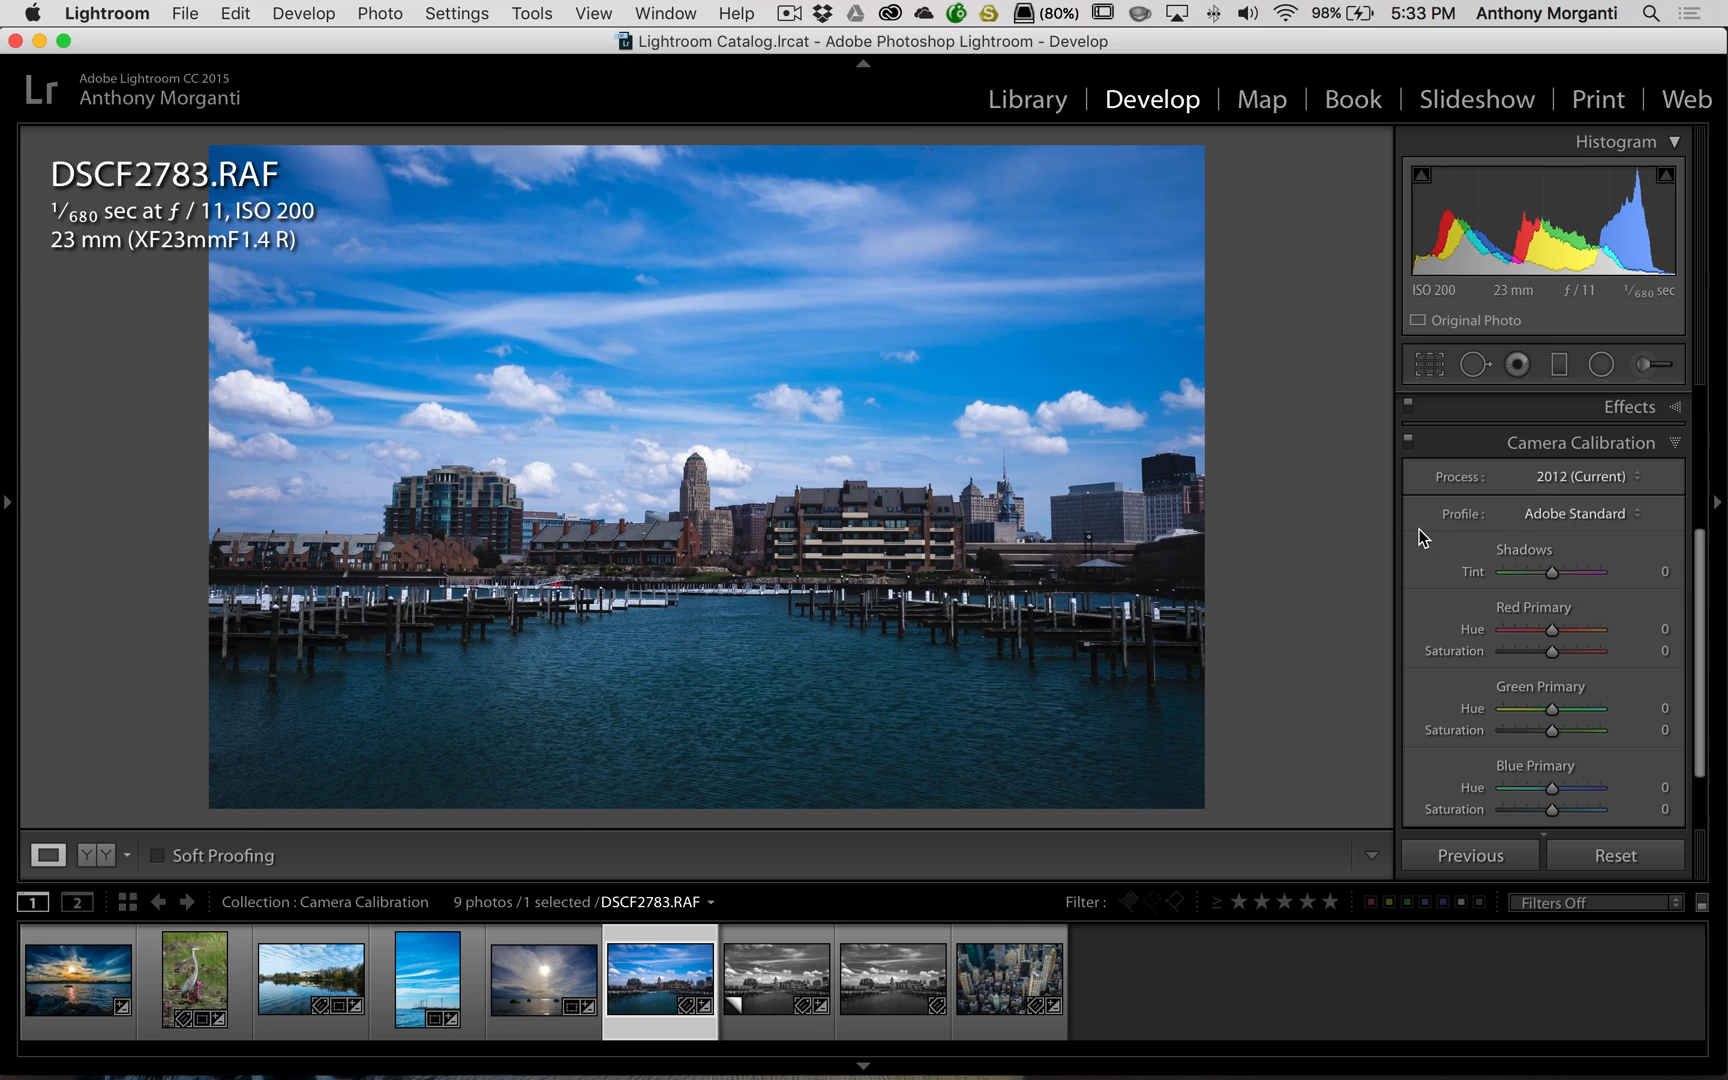 Lightroom File Edit Develop Photo Settings Tools View Window Help (80%) 98% 5:33 PM Anthony Morganti
Lightroom Catalog.lrcat - Adobe Photoshop Lightroom - Develop
Lr
Adobe Lightroom CC 2015
Anthony Morganti
Library | Develop | Map | Book | Slideshow | Print | Web
DSCF2783.RAF
1/680 sec at ƒ / 11, ISO 200
23 mm (XF23mmF1.4 R)
Histogram
ISO 200 23 mm ƒ / 11 1/680 sec
Original Photo
Effects
Camera Calibration
Process : 2012 (Current)
Profile : Adobe Standard
Shadows
Tint 0
Red Primary
Hue 0
Saturation 0
Green Primary
Hue 0
Saturation 0
Blue Primary
Hue 0
Saturation 0
Y Y Soft Proofing
Previous Reset
1 2 Collection : Camera Calibration 9 photos / 1 selected / DSCF2783.RAF Filter : ≥ ★★★★★ Filters Off